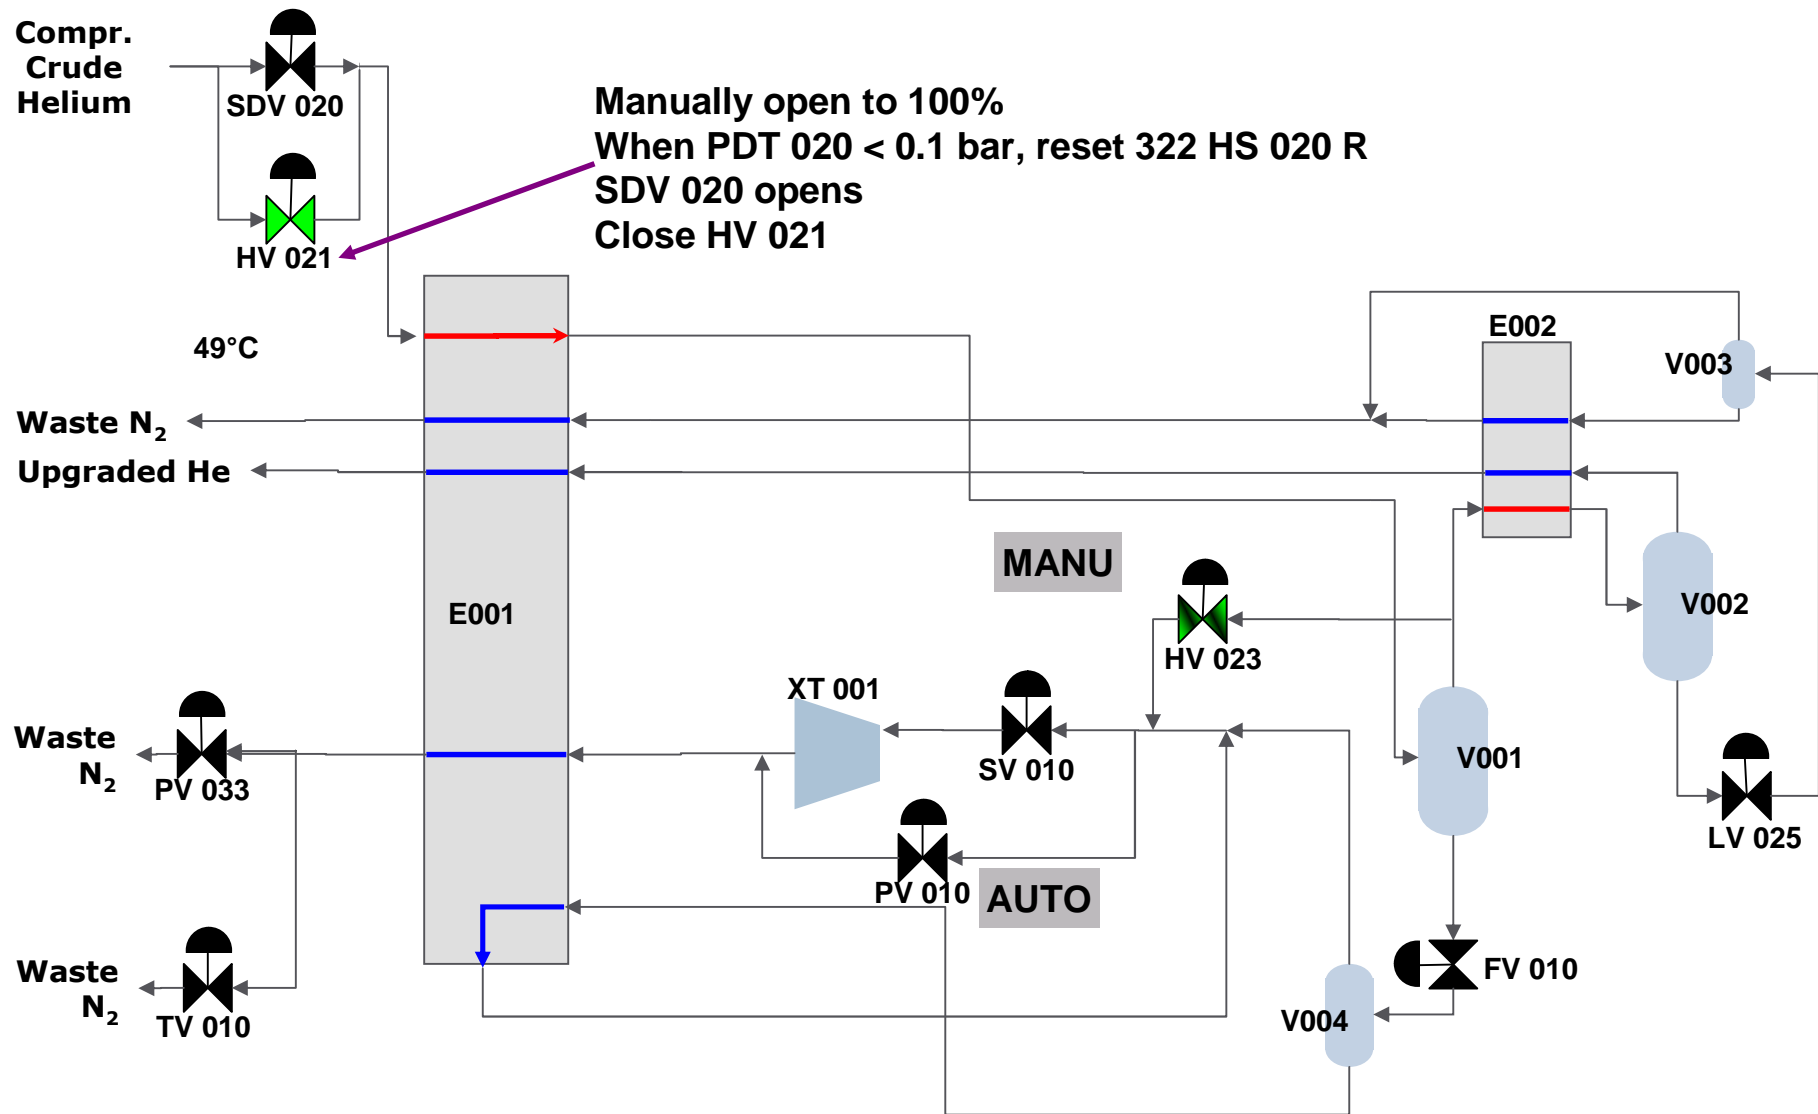 Compr.
Crude
Helium
SDV 020
HV 021
Manually open to 100%
When PDT 020 < 0.1 bar, reset 322 HS 020 R
SDV 020 opens
Close HV 021
49°C
E002
V003
Waste N₂
Upgraded He
MANU
V002
E001
HV 023
XT 001
SV 010
V001
Waste
N₂
PV 033
LV 025
PV 010
AUTO
FV 010
Waste
N₂
TV 010
V004